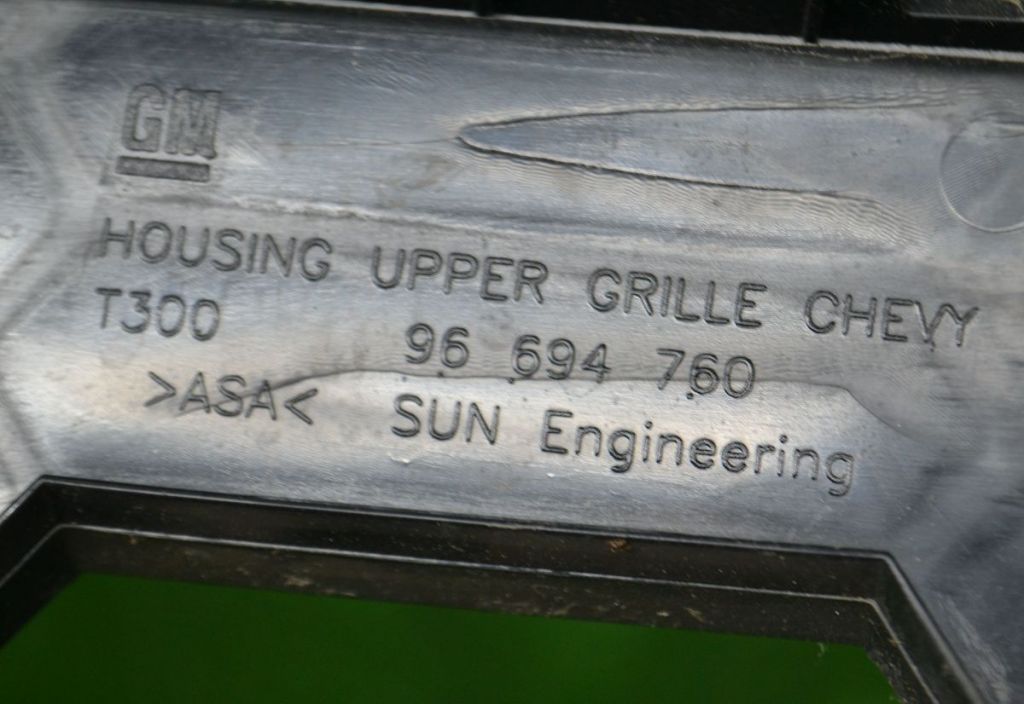 GM
HOUSING UPPER GRILLE CHEVY
T300 96 694 760
>ASA< SUN Engineering